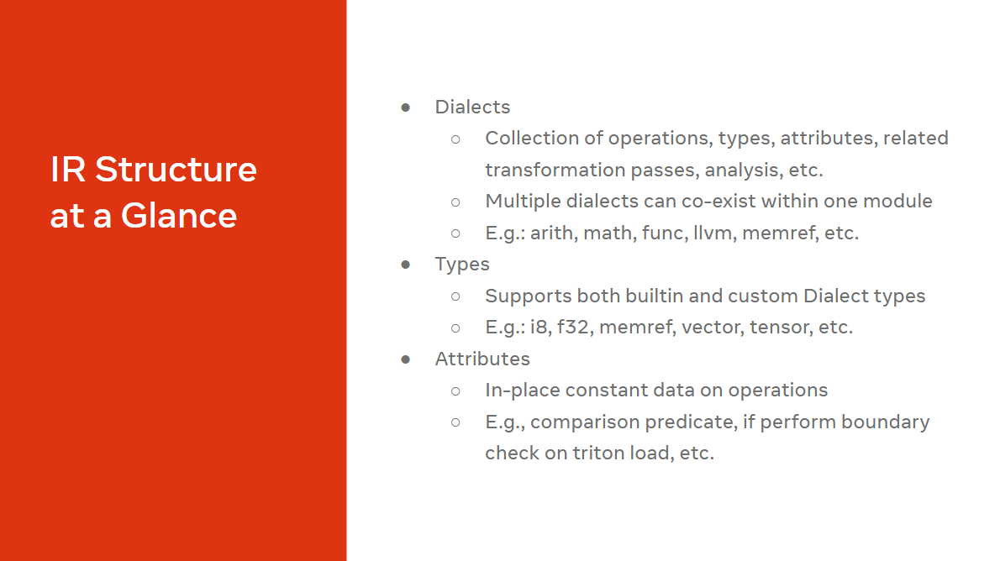 IR Structure
at a Glance
● Dialects
○ Collection of operations, types, attributes, related
transformation passes, analysis, etc.
○ Multiple dialects can co-exist within one module
○ E.g.: arith, math, func, llvm, memref, etc.
● Types
○ Supports both builtin and custom Dialect types
○ E.g.: i8, f32, memref, vector, tensor, etc.
● Attributes
○ In-place constant data on operations
○ E.g., comparison predicate, if perform boundary
check on triton load, etc.